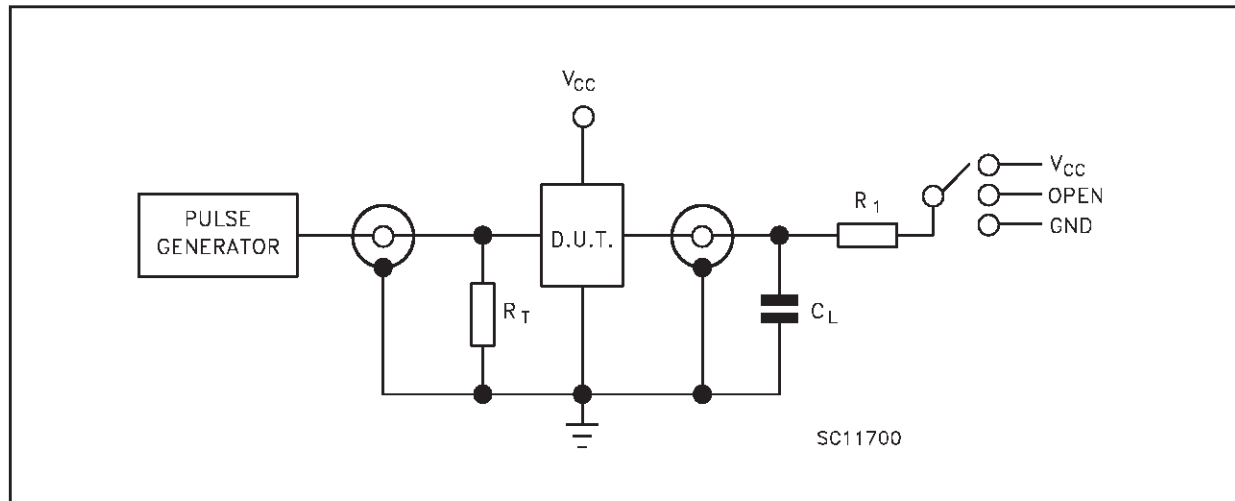 VCC
PULSE
GENERATOR
D.U.T.
RT
CL
R1
VCC
OPEN
GND
SC11700